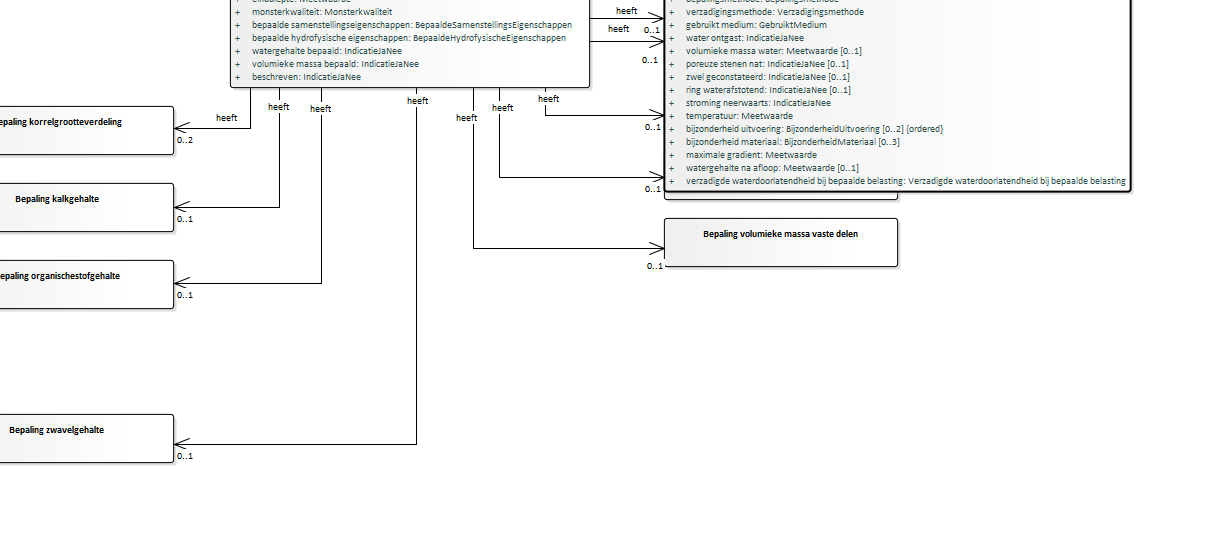 monsterkwaliteit: Monsterkwaliteit
+ bepaalde samenstellingseigenschappen: BepaaldeSamenstellingsEigenschappen
+ bepaalde hydrofysische eigenschappen: BepaaldeHydrofysischeEigenschappen
+ watergehalte bepaald: IndicatieJaNee
+ volumieke massa bepaald: IndicatieJaNee
+ beschreven: IndicatieJaNee
heeft
heeft 0..1
0..1
+ verzadigingsmethode: Verzadigingsmethode
+ gebruikt medium: GebruiktMedium
+ water ontgast: IndicatieJaNee
+ volumieke massa water: Meetwaarde [0..1]
+ poreuze stenen nat: IndicatieJaNee [0..1]
+ zwel geconstateerd: IndicatieJaNee [0..1]
+ ring waterafstotend: IndicatieJaNee [0..1]
+ stroming neerwaarts: IndicatieJaNee
+ temperatuur: Meetwaarde
+ bijzonderheid uitvoering: BijzonderheidUitvoering [0..2] {ordered}
+ bijzonderheid materiaal: BijzonderheidMateriaal [0..3]
+ maximale gradient: Meetwaarde
+ watergehalte na afloop: Meetwaarde [0..1]
+ verzadigde waterdoorlatendheid bij bepaalde belasting: Verzadigde waterdoorlatendheid bij bepaalde belasting
heeft
heeft
heeft
heeft
heeft
heeft
heeft
0..1
0..1
epaling korrelgrootteverdeling
0..2
Bepaling kalkgehalte
0..1
epaling organischestofgehalte
0..1
Bepaling volumieke massa vaste delen
0..1
Bepaling zwavelgehalte
0..1